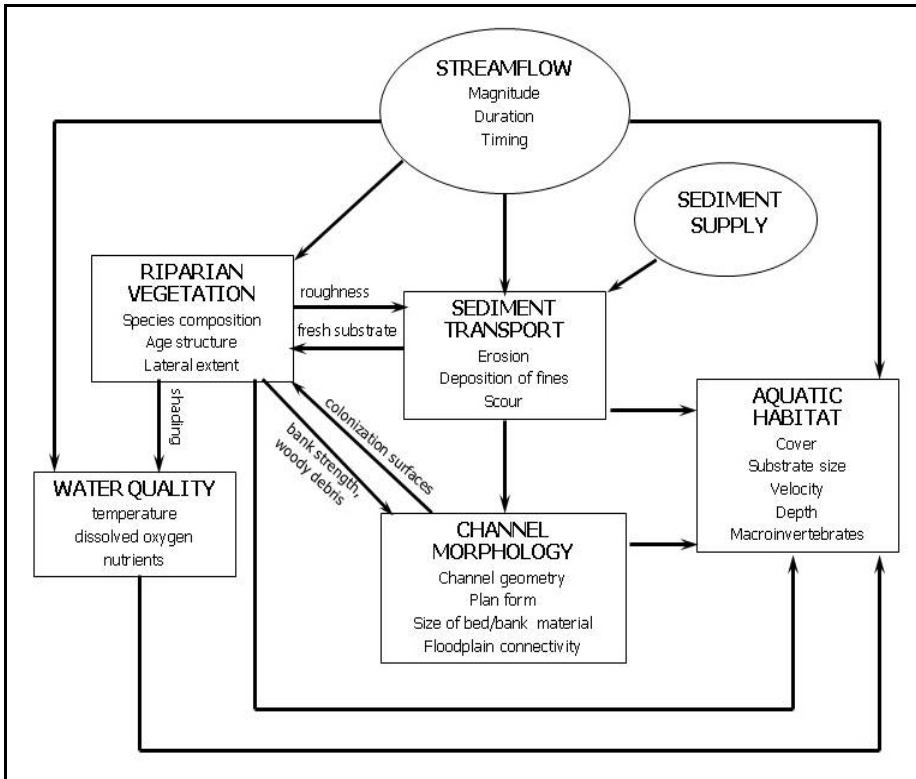 STREAMFLOW
Magnitude
Duration
Timing
SEDIMENT
SUPPLY
RIPARIAN
VEGETATION
Species composition
Age structure
Lateral extent
roughness
fresh substrate
SEDIMENT
TRANSPORT
Erosion
Deposition of fines
Scour
shading
colonization surfaces
bank strength,
woody debris
AQUATIC
HABITAT
Cover
Substrate size
Velocity
Depth
Macroinvertebrates
WATER QUALITY
temperature
dissolved oxygen
nutrients
CHANNEL
MORPHOLOGY
Channel geometry
Plan form
Size of bed/bank material
Floodplain connectivity